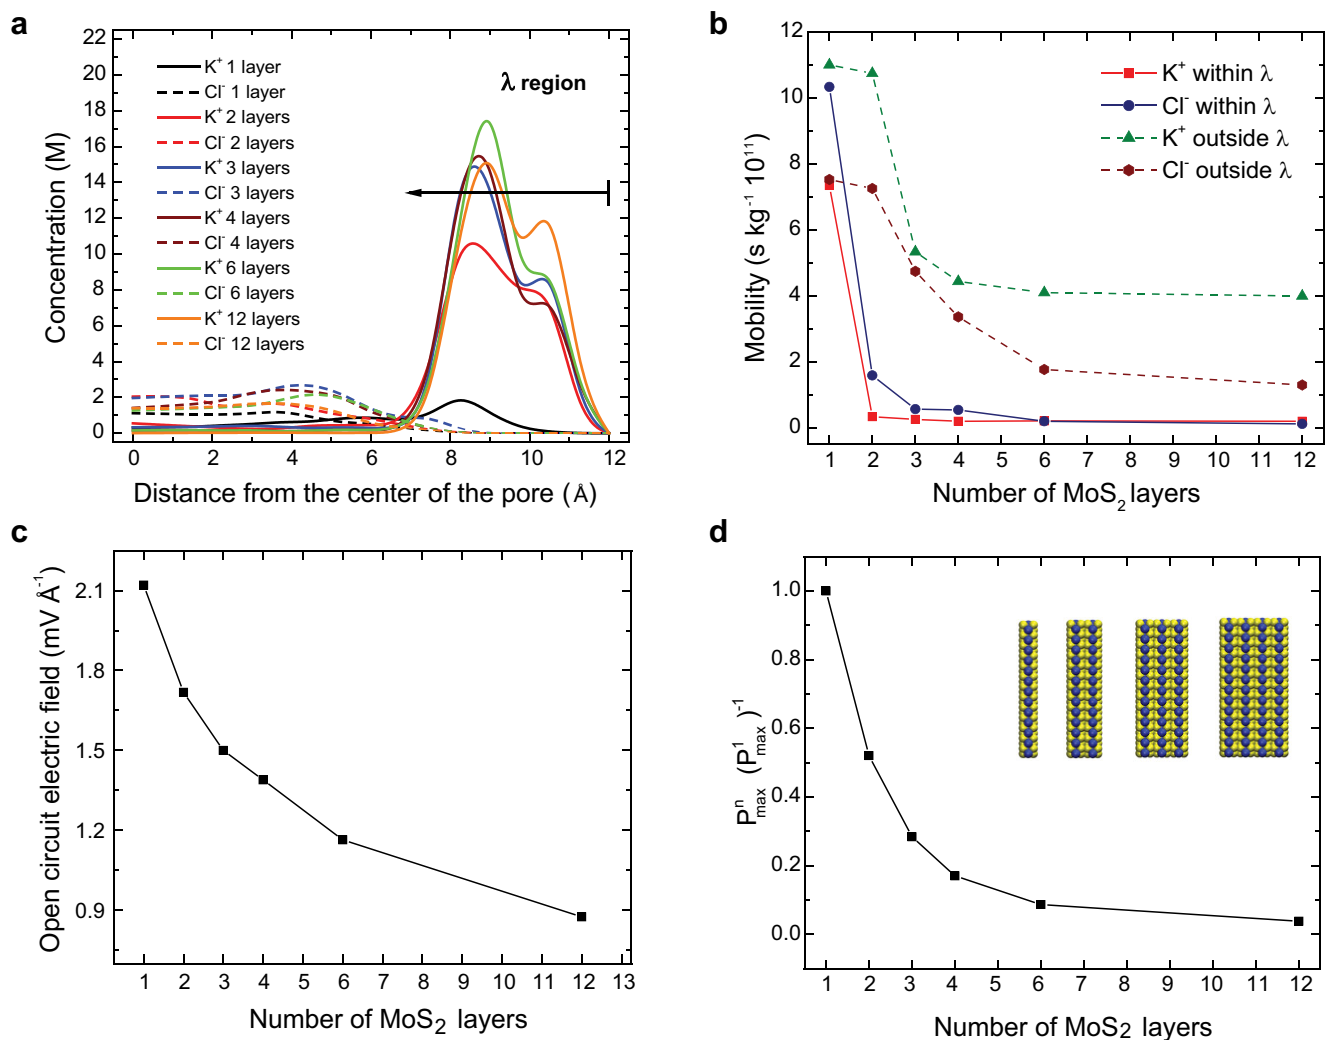 a
22
20
18
16
14
12
10
8
6
4
2
0
Concentration (M)
K⁺ 1 layer
Cl⁻ 1 layer
K⁺ 2 layers
Cl⁻ 2 layers
K⁺ 3 layers
Cl⁻ 3 layers
K⁺ 4 layers
Cl⁻ 4 layers
K⁺ 6 layers
Cl⁻ 6 layers
K⁺ 12 layers
Cl⁻ 12 layers
λ region
0 2 4 6 8 10 12
Distance from the center of the pore (Å)
b
12
10
8
6
4
2
0
Mobility (s kg⁻¹ 10¹¹)
K⁺ within λ
Cl⁻ within λ
K⁺ outside λ
Cl⁻ outside λ
1 2 3 4 5 6 7 8 9 10 11 12
Number of MoS₂ layers
c
2.1
1.8
1.5
1.2
0.9
Open circuit electric field (mV Å⁻¹)
1 2 3 4 5 6 7 8 9 10 11 12 13
Number of MoS₂ layers
d
1.0
0.8
0.6
0.4
0.2
0.0
Pⁿmax (P¹max)⁻¹
1 2 3 4 5 6 7 8 9 10 11 12
Number of MoS₂ layers